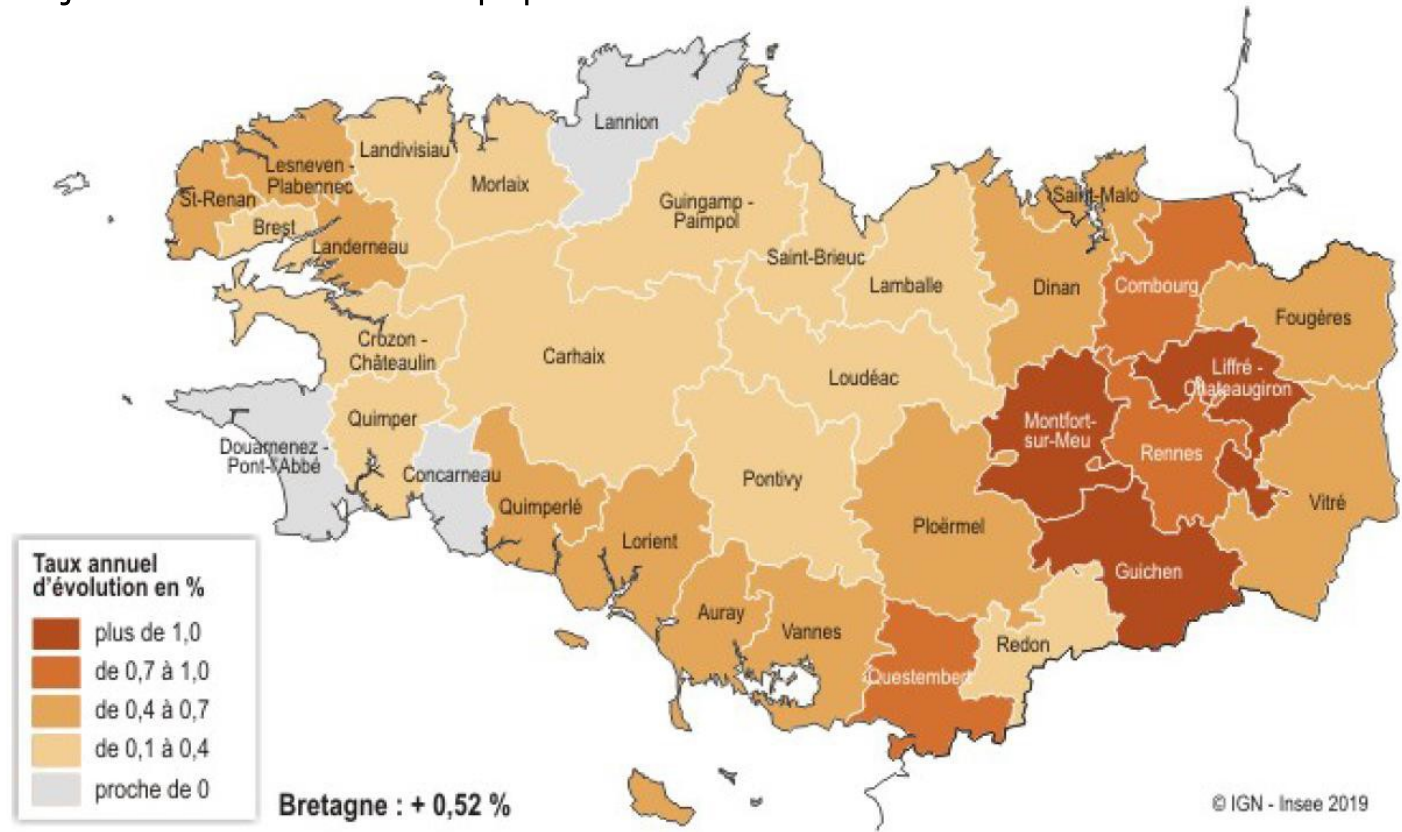 Lannion
Landivisiau
Lesneven -
Plabennec
Morlaix
St-Renan
Saint-Malo
Guingamp -
Paimpol
Brest
Landerneau
Saint-Brieuc
Lamballe
Dinan
Combourg
Fougères
Crozon -
Châteaulin
Carhaix
Loudéac
Liffré -
Chateaugiron
Quimper
Montfort-
sur-Meu
Rennes
Douarnenez -
Pont-l'Abbé
Concarneau
Pontivy
Quimperlé
Vitré
Ploërmel
Lorient
Guichen
Auray
Vannes
Redon
Questembert
Taux annuel
d'évolution en %
plus de 1,0
de 0,7 à 1,0
de 0,4 à 0,7
de 0,1 à 0,4
proche de 0
Bretagne : + 0,52 %
© IGN - Insee 2019